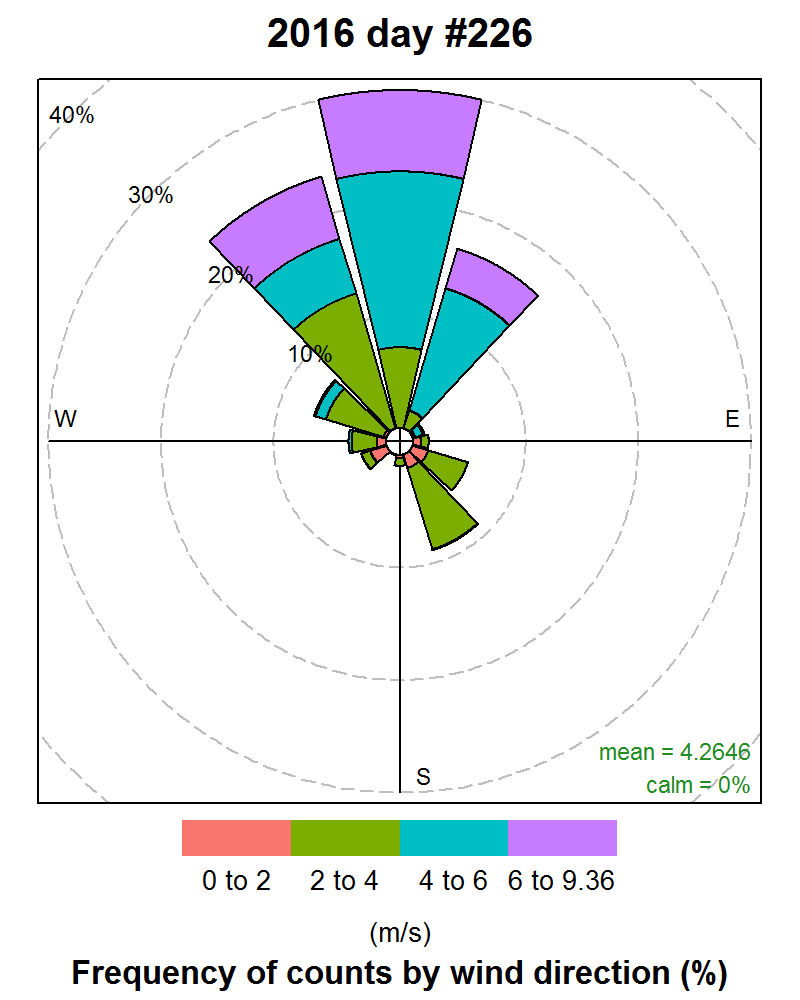 2016 day #226
40%
30%
20%
10%
W
E
S
mean = 4.2646
calm = 0%
0 to 2 2 to 4 4 to 6 6 to 9.36
(m/s)
Frequency of counts by wind direction (%)